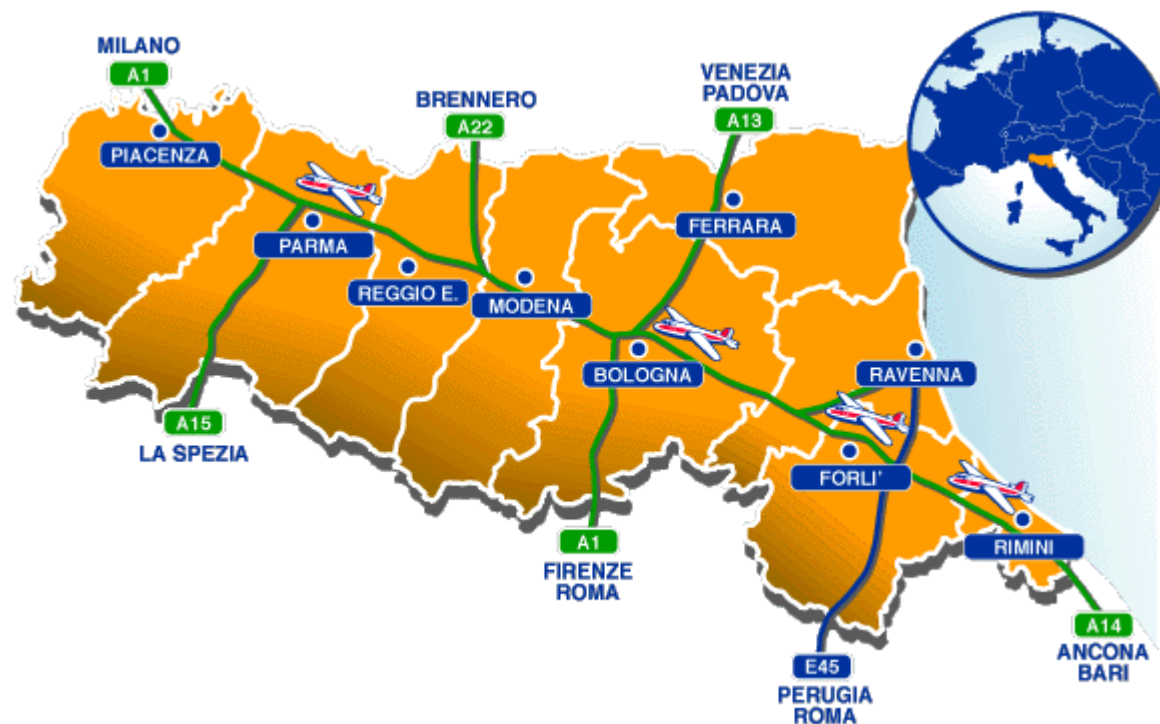 MILANO
A1
BRENNERO
A22
VENEZIA
PADOVA
A13
PIACENZA
PARMA
REGGIO E.
MODENA
FERRARA
BOLOGNA
RAVENNA
A15
LA SPEZIA
FORLI'
RIMINI
A1
FIRENZE
ROMA
A14
ANCONA
BARI
E45
PERUGIA
ROMA